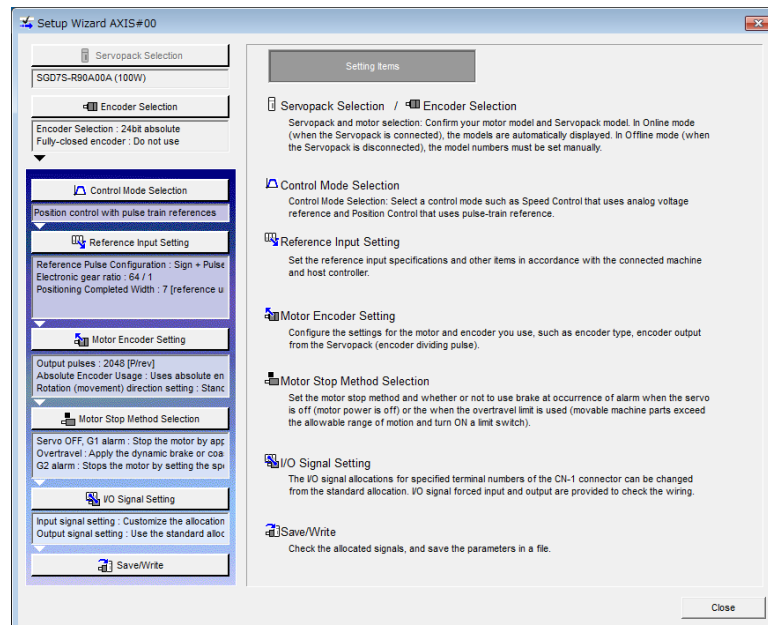 Setup Wizard AXIS#00
Servopack Selection
SGD7S-R90A00A (100W)
Encoder Selection
Encoder Selection : 24bit absolute
Fully-closed encoder : Do not use
Control Mode Selection
Position control with pulse train references
Reference Input Setting
Reference Pulse Configuration : Sign + Pulse
Electronic gear ratio : 64 / 1
Positioning Completed Width : 7 [reference u
Motor Encoder Setting
Output pulses : 2048 [P/rev]
Absolute Encoder Usage : Uses absolute en
Rotation (movement) direction setting : Stanc
Motor Stop Method Selection
Servo OFF, G1 alarm : Stop the motor by app
Overtravel : Apply the dynamic brake or coa
G2 alarm : Stops the motor by setting the spe
I/O Signal Setting
Input signal setting : Customize the allocation
Output signal setting : Use the standard alloc
Save/Write
Setting Items
Servopack Selection / Encoder Selection
Servopack and motor selection: Confirm your motor model and Servopack model. In Online mode
(when the Servopack is connected), the models are automatically displayed. In Offline mode (when
the Servopack is disconnected), the model numbers must be set manually.
Control Mode Selection
Control Mode Selection: Select a control mode such as Speed Control that uses analog voltage
reference and Position Control that uses pulse-train reference.
Reference Input Setting
Set the reference input specifications and other items in accordance with the connected machine
and host controller.
Motor Encoder Setting
Configure the settings for the motor and encoder you use, such as encoder type, encoder output
from the Servopack (encoder dividing pulse).
Motor Stop Method Selection
Set the motor stop method and whether or not to use brake at occurrence of alarm when the servo
is off (motor power is off) or the when the overtravel limit is used (movable machine parts exceed
the allowable range of motion and turn ON a limit switch).
I/O Signal Setting
The I/O signal allocations for specified terminal numbers of the CN-1 connector can be changed
from the standard allocation. I/O signal forced input and output are provided to check the wiring.
Save/Write
Check the allocated signals, and save the parameters in a file.
Close